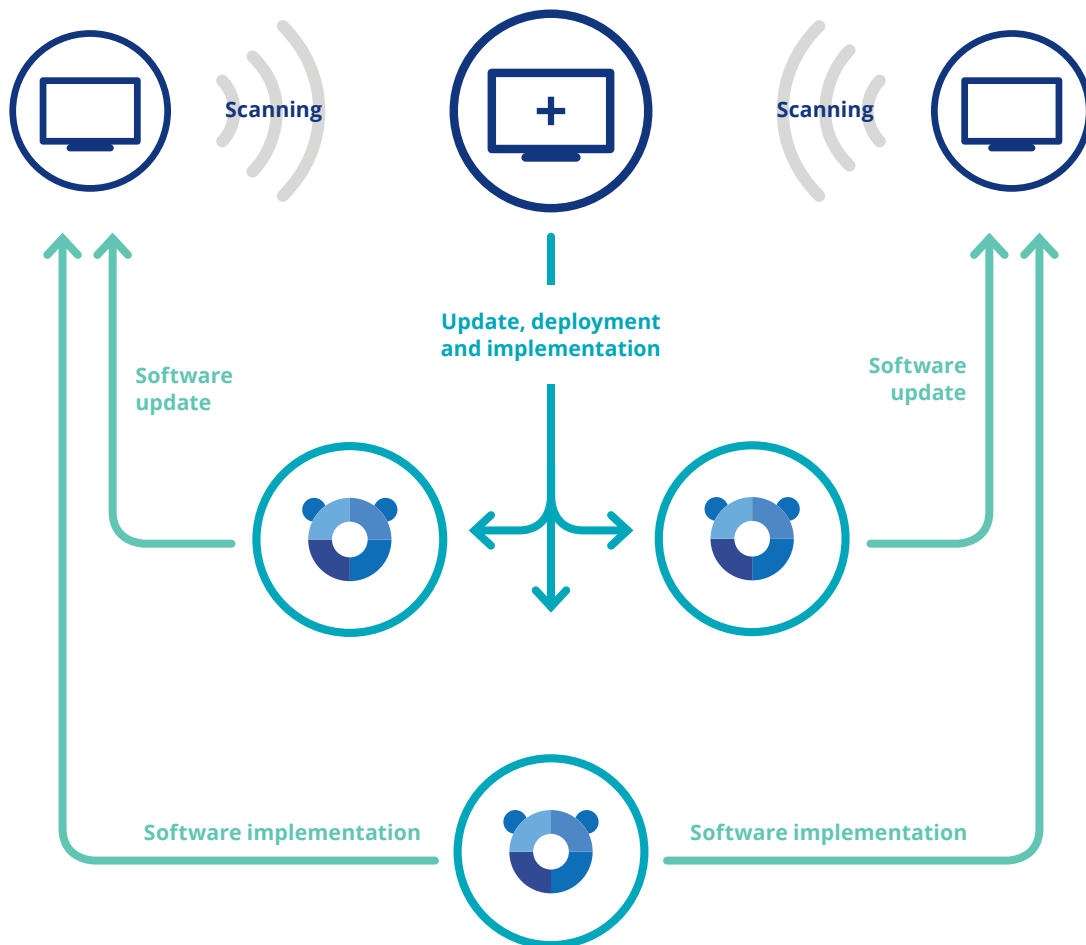 Scanning
Scanning
Update, deployment
and implementation
Software
update
Software
update
Software implementation
Software implementation